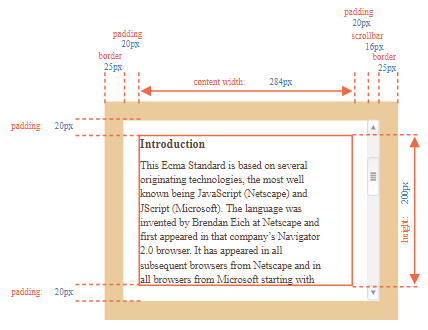 padding
20px
padding
20px
scrollbar
16px
border
25px
border
25px
content width: 284px
padding: 20px
Introduction
This Ecma Standard is based on several
originating technologies, the most well
known being JavaScript (Netscape) and
JScript (Microsoft). The language was
invented by Brendan Eich at Netscape and
first appeared in that company's Navigator
2.0 browser. It has appeared in all
subsequent browsers from Netscape and in
all browsers from Microsoft starting with
height: 200px
padding: 20px